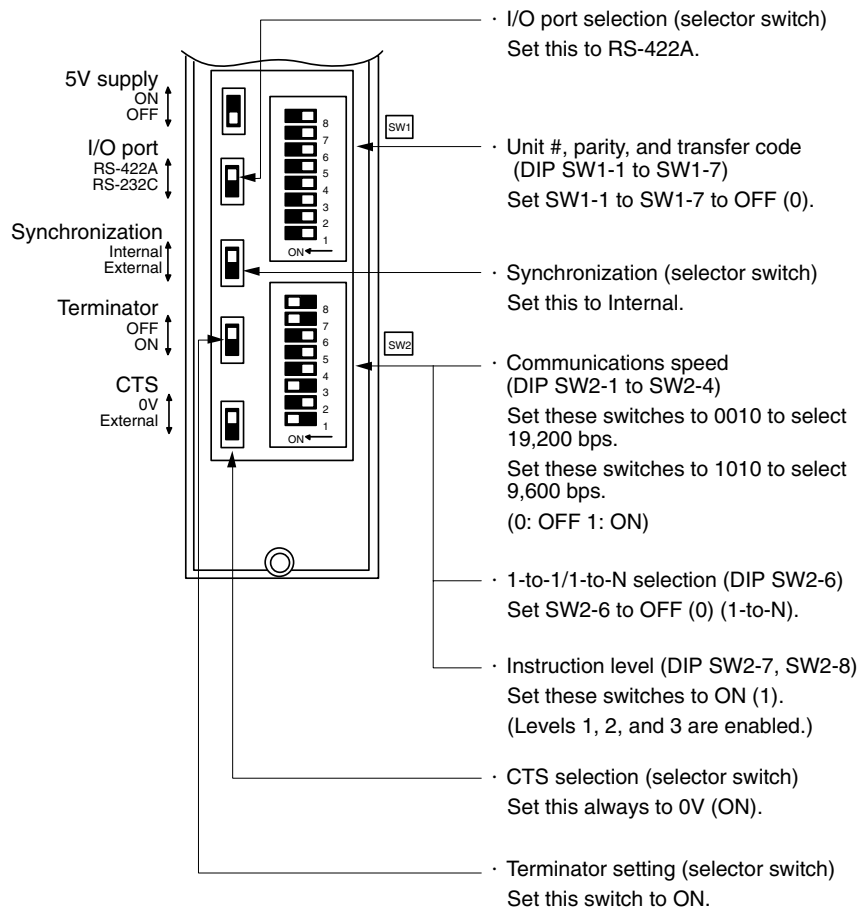 5V supply
ON
OFF
I/O port
RS-422A
RS-232C
Synchronization
Internal
External
Terminator
OFF
ON
CTS
0V
External
8
7
6
5
4
3
2
1
ON
SW1
8
7
6
5
4
3
2
1
ON
SW2
· I/O port selection (selector switch)
Set this to RS-422A.
· Unit #, parity, and transfer code
(DIP SW1-1 to SW1-7)
Set SW1-1 to SW1-7 to OFF (0).
· Synchronization (selector switch)
Set this to Internal.
· Communications speed
(DIP SW2-1 to SW2-4)
Set these switches to 0010 to select
19,200 bps.
Set these switches to 1010 to select
9,600 bps.
(0: OFF 1: ON)
· 1-to-1/1-to-N selection (DIP SW2-6)
Set SW2-6 to OFF (0) (1-to-N).
· Instruction level (DIP SW2-7, SW2-8)
Set these switches to ON (1).
(Levels 1, 2, and 3 are enabled.)
· CTS selection (selector switch)
Set this always to 0V (ON).
· Terminator setting (selector switch)
Set this switch to ON.